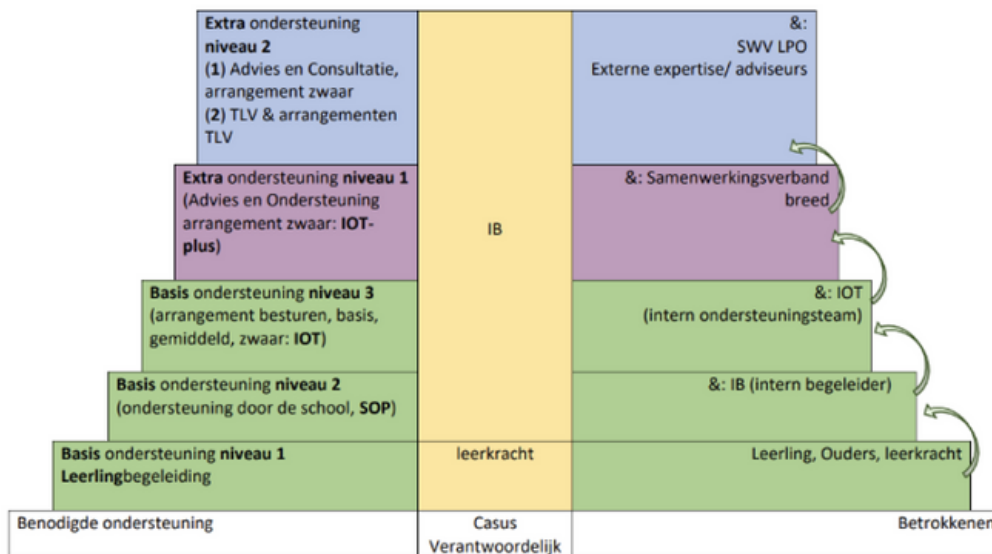 Extra ondersteuning
niveau 2
(1) Advies en Consultatie,
arrangement zwaar
(2) TLV & arrangementen
TLV
&:
SWV LPO
Externe expertise/ adviseurs
Extra ondersteuning niveau 1
(Advies en Ondersteuning
arrangement zwaar: IOT-
plus)
IB
&: Samenwerkingsverband
breed
Basis ondersteuning niveau 3
(arrangement besturen, basis,
gemiddeld, zwaar: IOT)
&: IOT
(intern ondersteuningsteam)
Basis ondersteuning niveau 2
(ondersteuning door de school, SOP)
&: IB (intern begeleider)
Basis ondersteuning niveau 1
Leerlingbegeleiding
leerkracht
Leerling, Ouders, leerkracht
Benodigde ondersteuning
Casus
Verantwoordelijk
Betrokkenen